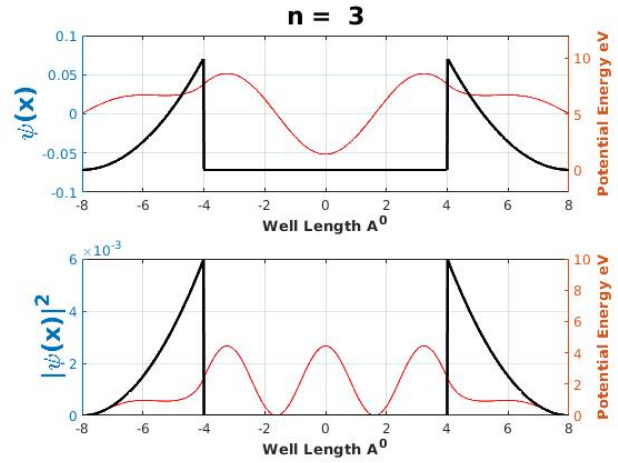 n = 3
0.1
0.05
0
-0.05
-0.1
ψ(x)
10
5
0
Potential Energy eV
-8 -6 -4 -2 0 2 4 6 8
Well Length A⁰
×10⁻³
6
4
2
0
|ψ(x)|²
10
8
6
4
2
0
Potential Energy eV
-8 -6 -4 -2 0 2 4 6 8
Well Length A⁰